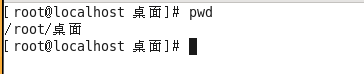 [root@localhost 桌面]# pwd
/root/桌面
[root@localhost 桌面]#